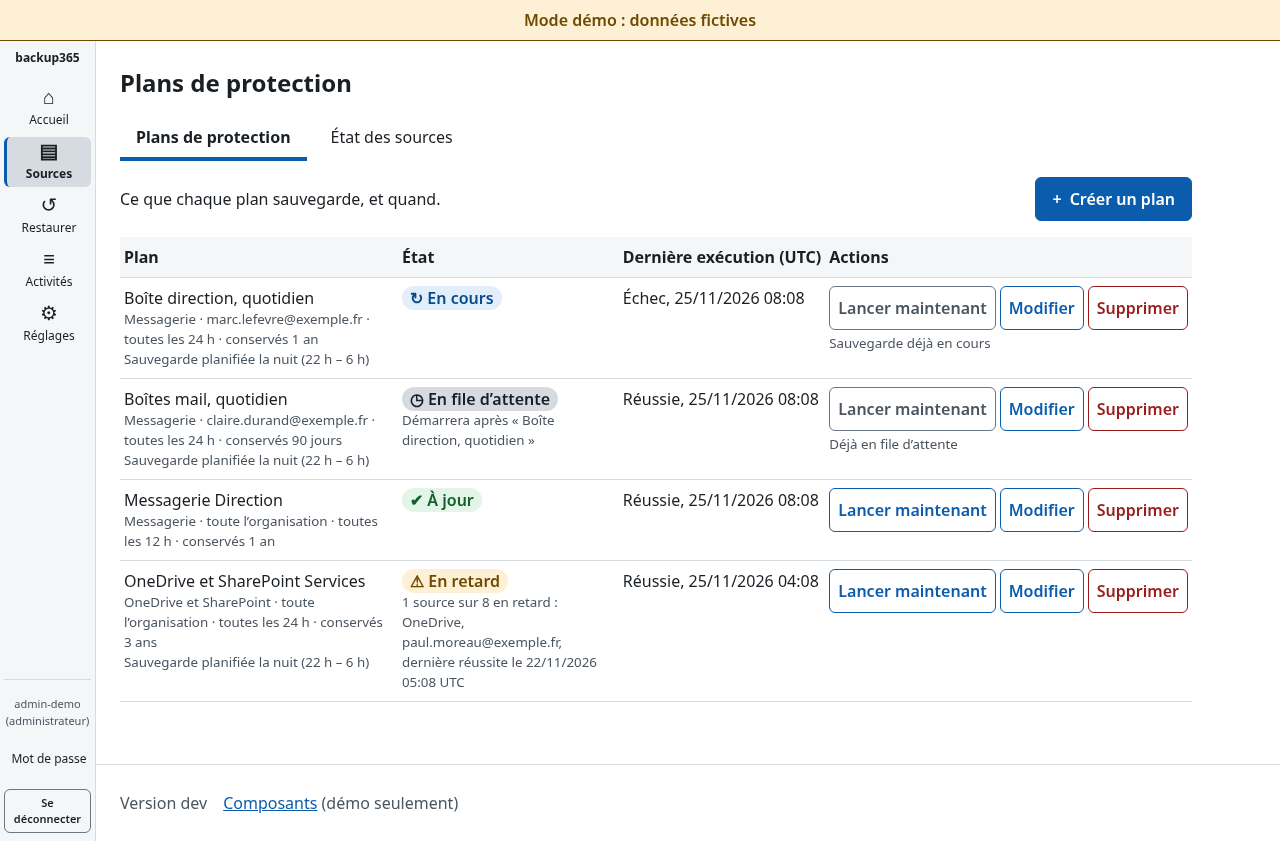 Mode démo : données fictives
backup365
Accueil
Sources
Restaurer
Activités
Réglages
admin-demo
(administrateur)
Mot de passe
Se
déconnecter
Plans de protection
Plans de protection
État des sources
Ce que chaque plan sauvegarde, et quand.
+ Créer un plan
Plan
État
Dernière exécution (UTC)
Actions
Boîte direction, quotidien
Messagerie · marc.lefevre@exemple.fr ·
toutes les 24 h · conservés 1 an
Sauvegarde planifiée la nuit (22 h – 6 h)
↻ En cours
Échec, 25/11/2026 08:08
Lancer maintenant
Modifier
Supprimer
Sauvegarde déjà en cours
Boîtes mail, quotidien
Messagerie · claire.durand@exemple.fr ·
toutes les 24 h · conservés 90 jours
Sauvegarde planifiée la nuit (22 h – 6 h)
◷ En file d’attente
Démarrera après « Boîte
direction, quotidien »
Réussie, 25/11/2026 08:08
Lancer maintenant
Modifier
Supprimer
Déjà en file d’attente
Messagerie Direction
Messagerie · toute l’organisation · toutes
les 12 h · conservés 1 an
✔ À jour
Réussie, 25/11/2026 08:08
Lancer maintenant
Modifier
Supprimer
OneDrive et SharePoint Services
OneDrive et SharePoint · toute
l’organisation · toutes les 24 h · conservés
3 ans
Sauvegarde planifiée la nuit (22 h – 6 h)
⚠ En retard
1 source sur 8 en retard :
OneDrive,
paul.moreau@exemple.fr,
dernière réussite le 22/11/2026
05:08 UTC
Réussie, 25/11/2026 04:08
Lancer maintenant
Modifier
Supprimer
Version dev
Composants (démo seulement)